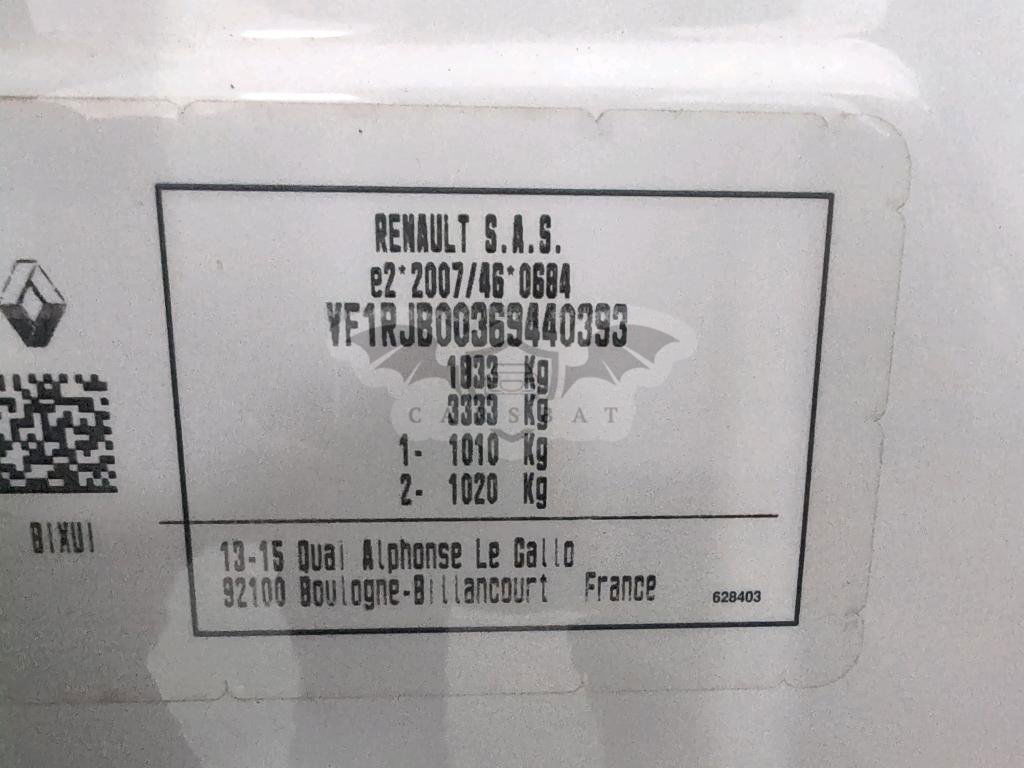 RENAULT S.A.S.
e2*2007/46*0684
VF1RJB00369440393
1833 Kg
3333 Kg
1- 1010 Kg
2- 1020 Kg
BIXUI
13-15 Quai Alphonse Le Gallo
92100 Boulogne-Billancourt France
628403
CARSBAT